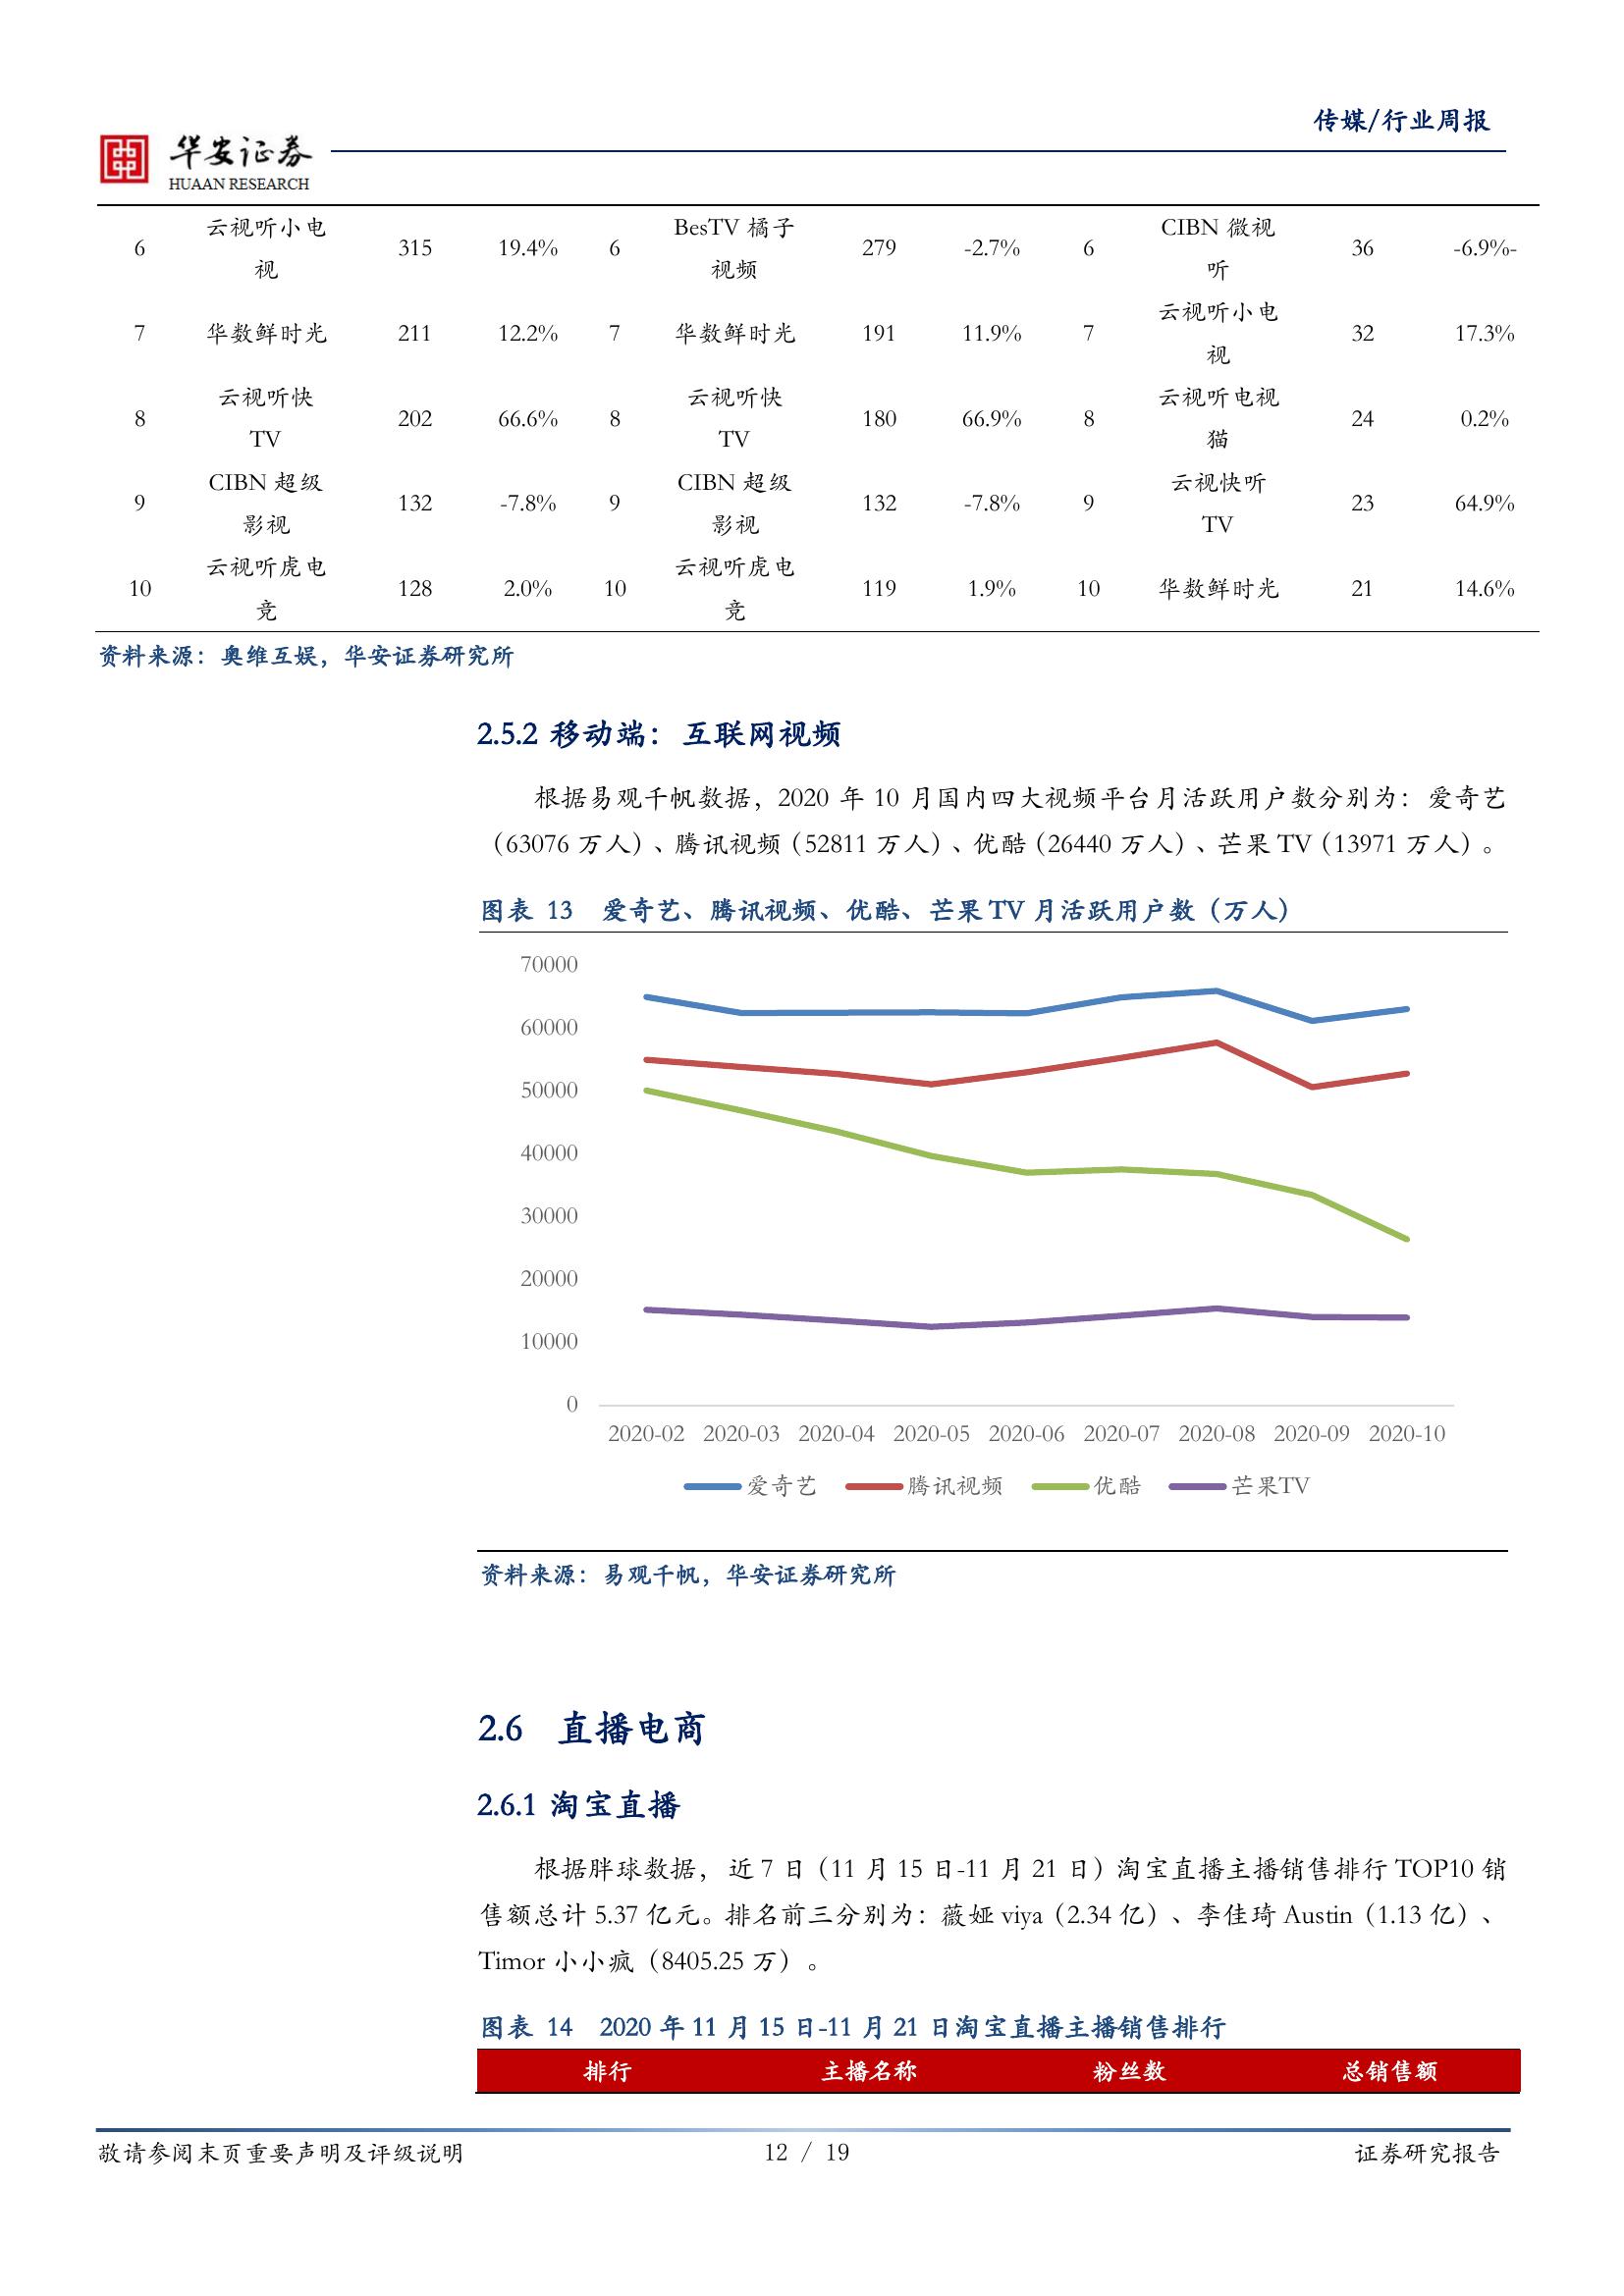 传媒/行业周报
华安证券
HUAAN RESEARCH
6 云视听小电视 315 19.4% 6 BesTV 橘子视频 279 -2.7% 6 CIBN 微视听 36 -6.9%-
7 华数鲜时光 211 12.2% 7 华数鲜时光 191 11.9% 7 云视听小电视 32 17.3%
8 云视听快TV 202 66.6% 8 云视听快TV 180 66.9% 8 云视听电视猫 24 0.2%
9 CIBN 超级影视 132 -7.8% 9 CIBN 超级影视 132 -7.8% 9 云视快听TV 23 64.9%
10 云视听虎电竞 128 2.0% 10 云视听虎电竞 119 1.9% 10 华数鲜时光 21 14.6%
资料来源：奥维互娱，华安证券研究所
2.5.2 移动端：互联网视频
根据易观千帆数据，2020 年 10 月国内四大视频平台月活跃用户数分别为：爱奇艺
（63076 万人）、腾讯视频（52811 万人）、优酷（26440 万人）、芒果 TV（13971 万人）。
图表 13 爱奇艺、腾讯视频、优酷、芒果 TV 月活跃用户数（万人）
70000
60000
50000
40000
30000
20000
10000
0
2020-02 2020-03 2020-04 2020-05 2020-06 2020-07 2020-08 2020-09 2020-10
爱奇艺 腾讯视频 优酷 芒果TV
资料来源：易观千帆，华安证券研究所
2.6 直播电商
2.6.1 淘宝直播
根据胖球数据， 近 7 日（11 月 15 日-11 月 21 日）淘宝直播主播销售排行 TOP10 销
售额总计 5.37 亿元。排名前三分别为：薇娅 viya（2.34 亿）、李佳琦 Austin（1.13 亿）、
Timor 小小疯（8405.25 万）。
图表 14 2020 年 11 月 15 日-11 月 21 日淘宝直播主播销售排行
排行 主播名称 粉丝数 总销售额
敬请参阅末页重要声明及评级说明 12 / 19 证券研究报告